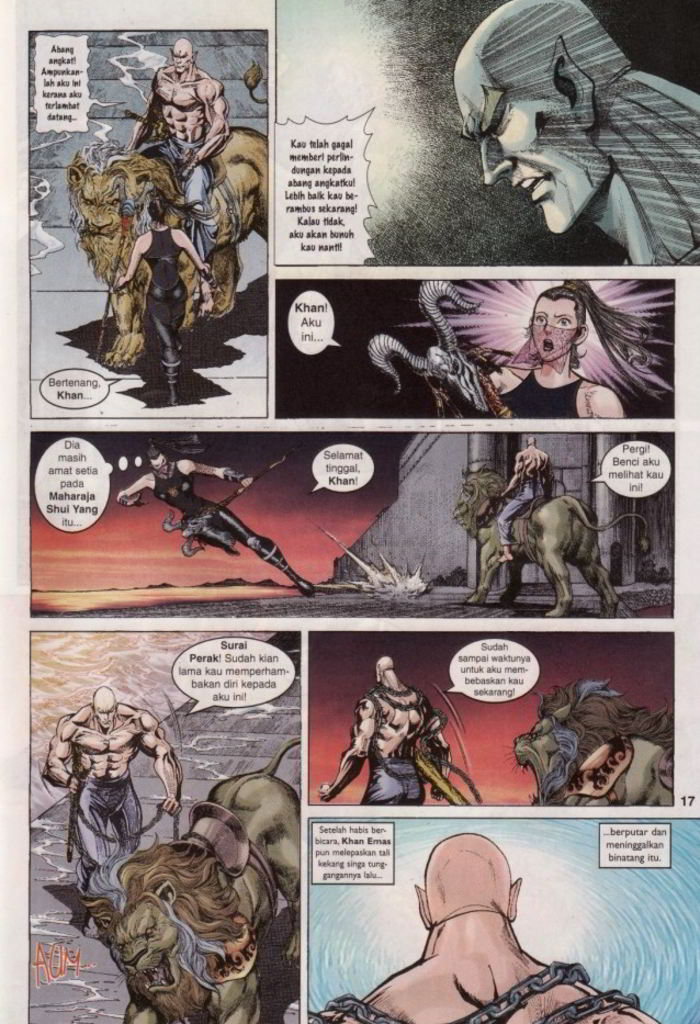 Abang
angkat!
Ampunkan-
lah aku ini
kerana aku
terlambat
datang...
Bertenang,
Khan...
Kau telah gagal
memberi perlin-
dungan kepada
abang angkatku!
Lebih baik kau be-
rambus sekarang!
Kalau tidak,
aku akan bunuh
kau nanti!
Khan!
Aku
ini...
Dia
masih
amat setia
pada
Maharaja
Shui Yang
itu...
Selamat
tinggal,
Khan!
Pergi!
Benci aku
melihat kau
ini!
Surai
Perak! Sudah kian
lama kau memperham-
bakan diri kepada
aku ini!
AUM...
Sudah
sampai waktunya
untuk aku mem-
bebaskan kau
sekarang!
17
Setelah habis ber-
bicara, Khan Emas
pun melepaskan tali
kekang singa tung-
gangannya lalu...
...berputar dan
meninggalkan
binatang itu.